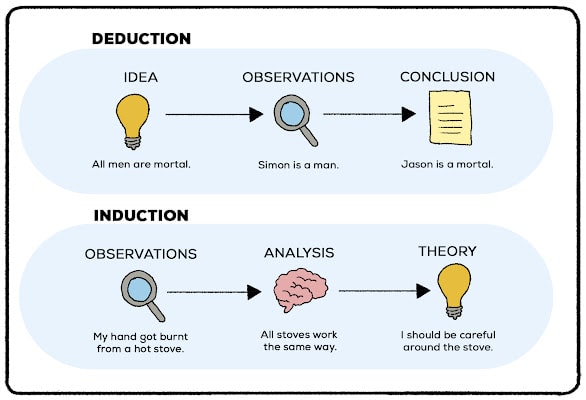 DEDUCTION
IDEA
OBSERVATIONS
CONCLUSION
All men are mortal.
Simon is a man.
Jason is a mortal.
INDUCTION
OBSERVATIONS
ANALYSIS
THEORY
My hand got burnt
from a hot stove.
All stoves work
the same way.
I should be careful
around the stove.